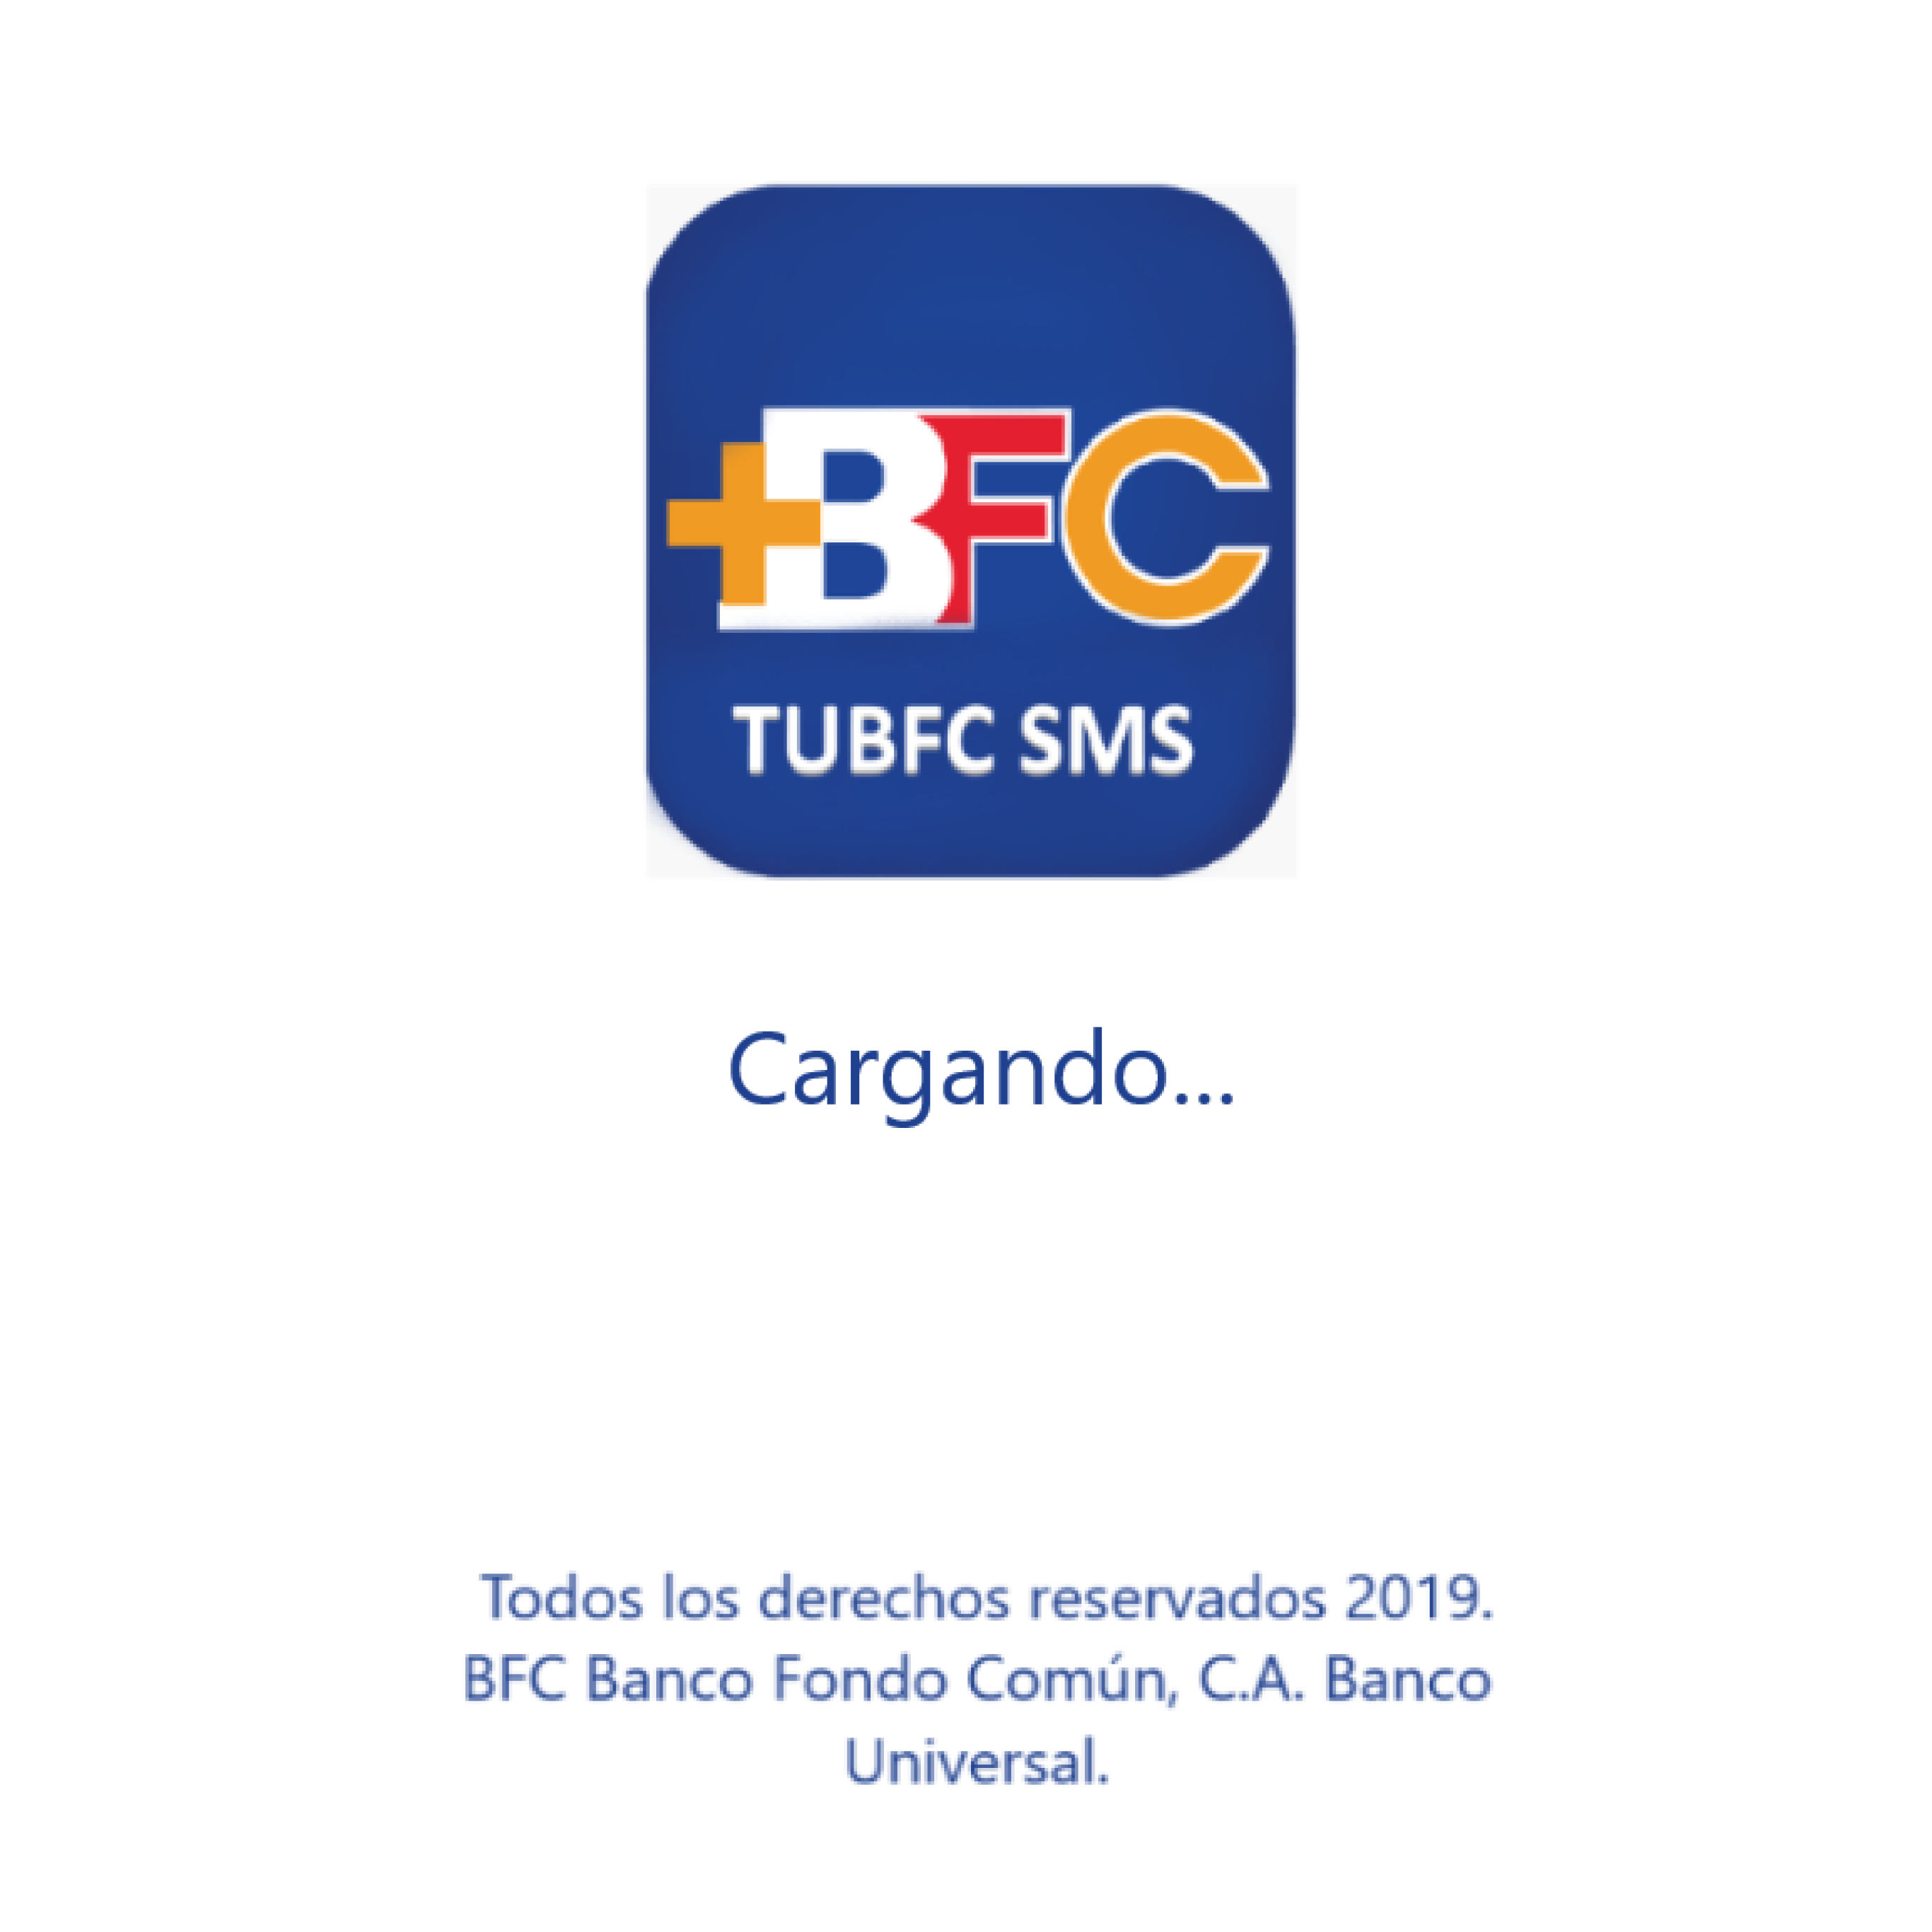 BFC
TUBFC SMS
Cargando...
Todos los derechos reservados 2019.
BFC Banco Fondo Común, C.A. Banco
Universal.